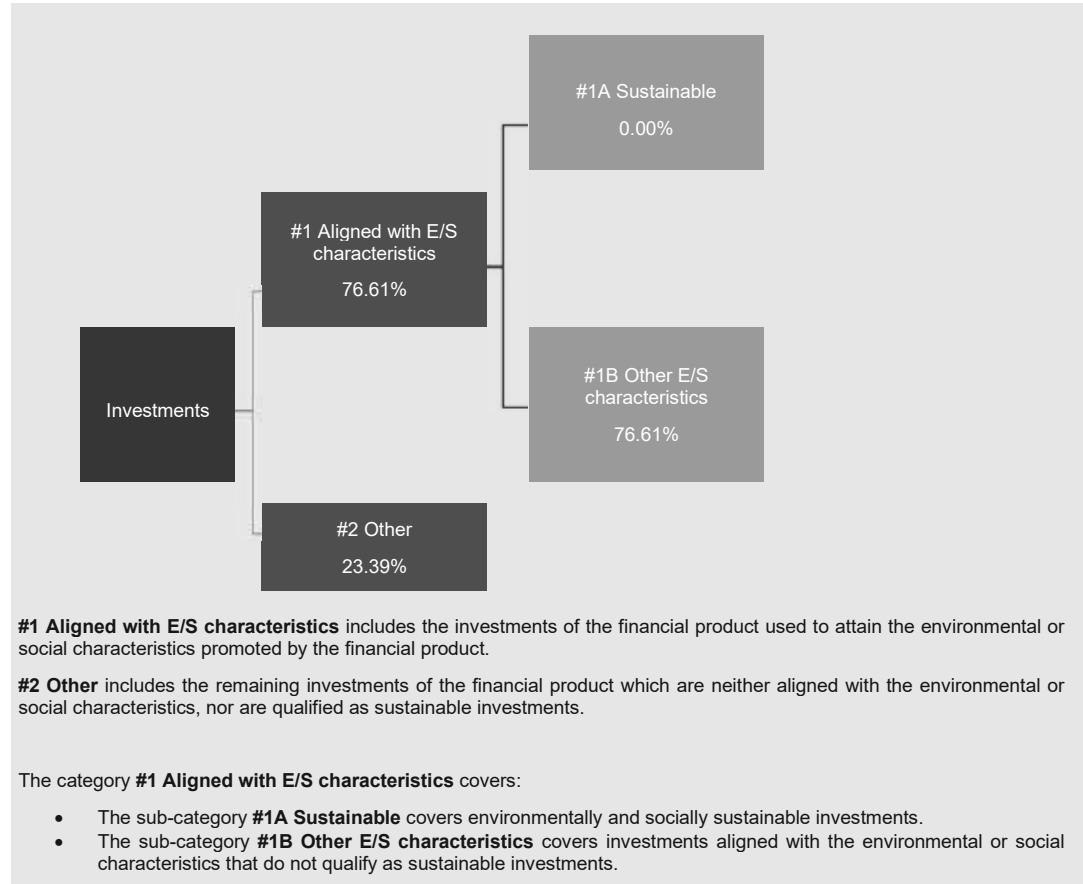 #1A Sustainable
0.00%
#1 Aligned with E/S
characteristics
76.61%
#1B Other E/S
characteristics
76.61%
Investments
#2 Other
23.39%
#1 Aligned with E/S characteristics includes the investments of the financial product used to attain the environmental or
social characteristics promoted by the financial product.
#2 Other includes the remaining investments of the financial product which are neither aligned with the environmental or
social characteristics, nor are qualified as sustainable investments.
The category #1 Aligned with E/S characteristics covers:
• The sub-category #1A Sustainable covers environmentally and socially sustainable investments.
• The sub-category #1B Other E/S characteristics covers investments aligned with the environmental or social
characteristics that do not qualify as sustainable investments.